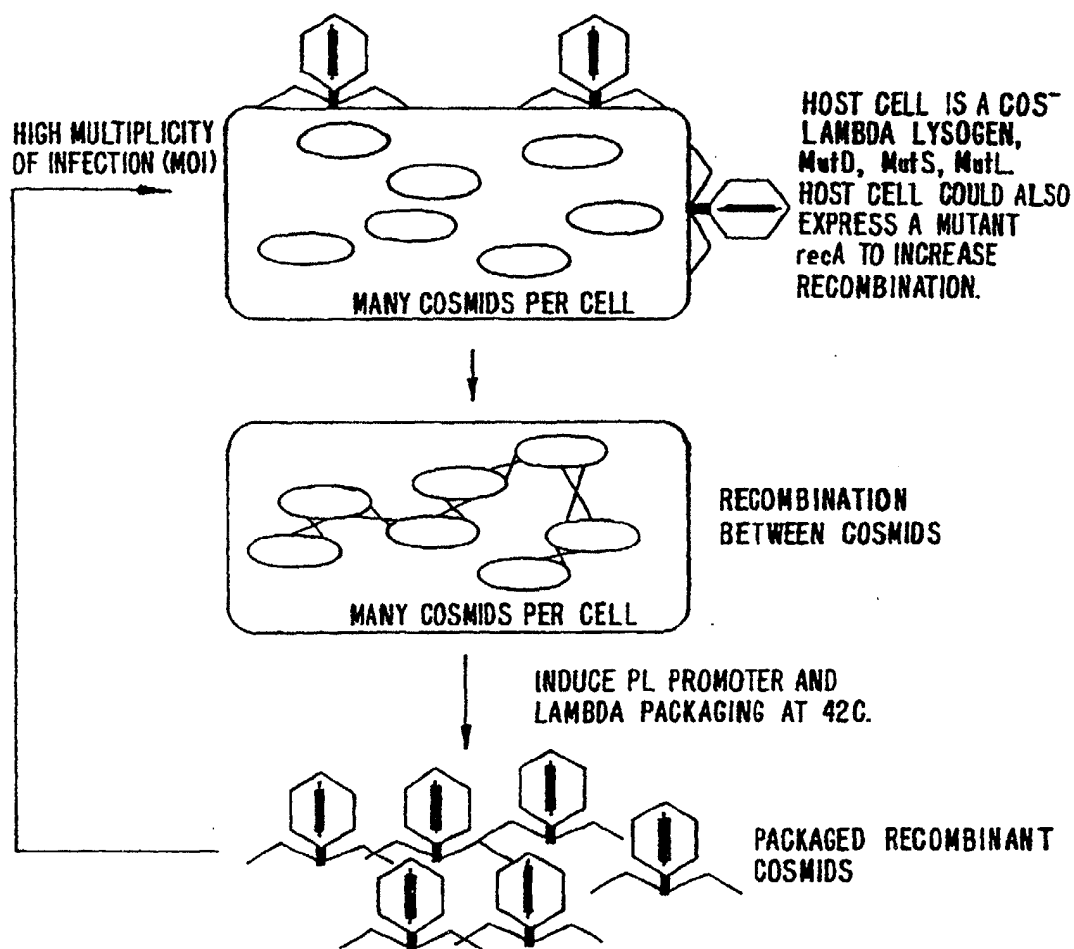 HIGH MULTIPLICITY
OF INFECTION (MOI)
HOST CELL IS A COS⁻
LAMBDA LYSOGEN,
MutD, MutS, MutL.
HOST CELL COULD ALSO
EXPRESS A MUTANT
recA TO INCREASE
RECOMBINATION.
MANY COSMIDS PER CELL
RECOMBINATION
BETWEEN COSMIDS
MANY COSMIDS PER CELL
INDUCE PL PROMOTER AND
LAMBDA PACKAGING AT 42C.
PACKAGED RECOMBINANT
COSMIDS